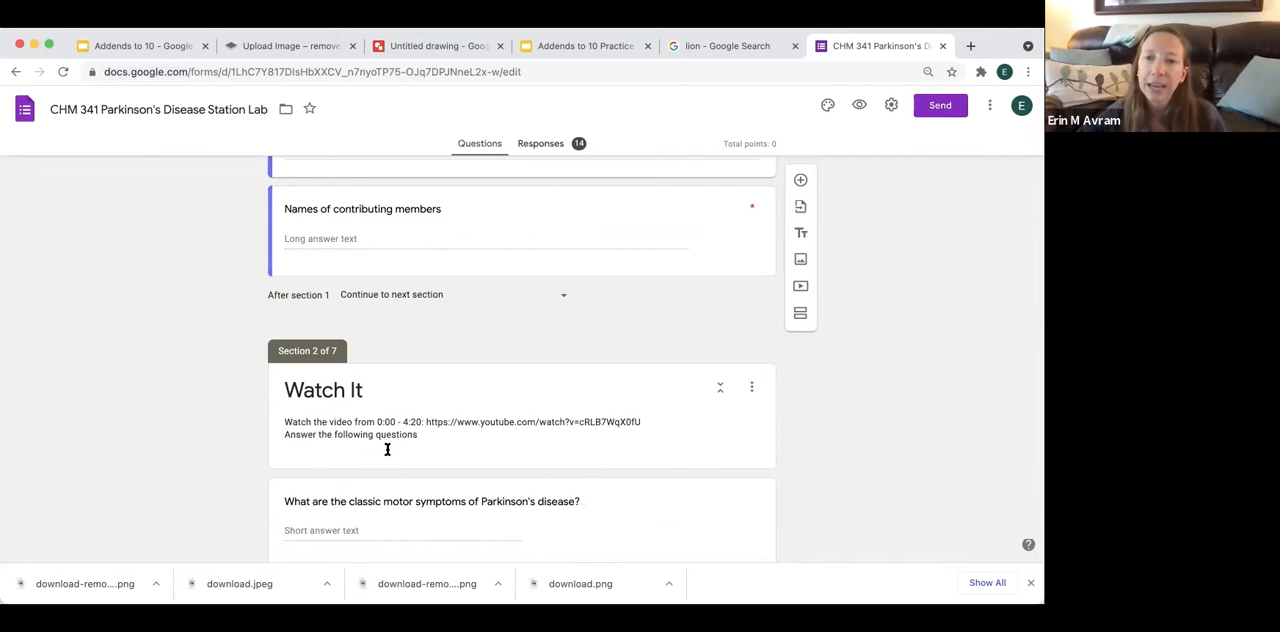 Addends to 10 - Google
Upload Image – remove.
Untitled drawing - Goog
Addends to 10 Practice
lion - Google Search
CHM 341 Parkinson's D
docs.google.com/forms/d/1LhC7Y817DIsHbXXCV_n7nyoTP75-OJq7DPJNneL2x-w/edit
E
CHM 341 Parkinson's Disease Station Lab
Send
E
Erin M Avram
Questions
Responses 14
Total points: 0
Names of contributing members *
Long answer text
Tт
After section 1 Continue to next section
Section 2 of 7
Watch It
Watch the video from 0:00 - 4:20: https://www.youtube.com/watch?v=cRLB7WqX0fU
Answer the following questions
What are the classic motor symptoms of Parkinson's disease?
Short answer text
download-remo....png
download.jpeg
download-remo....png
download.png
Show All